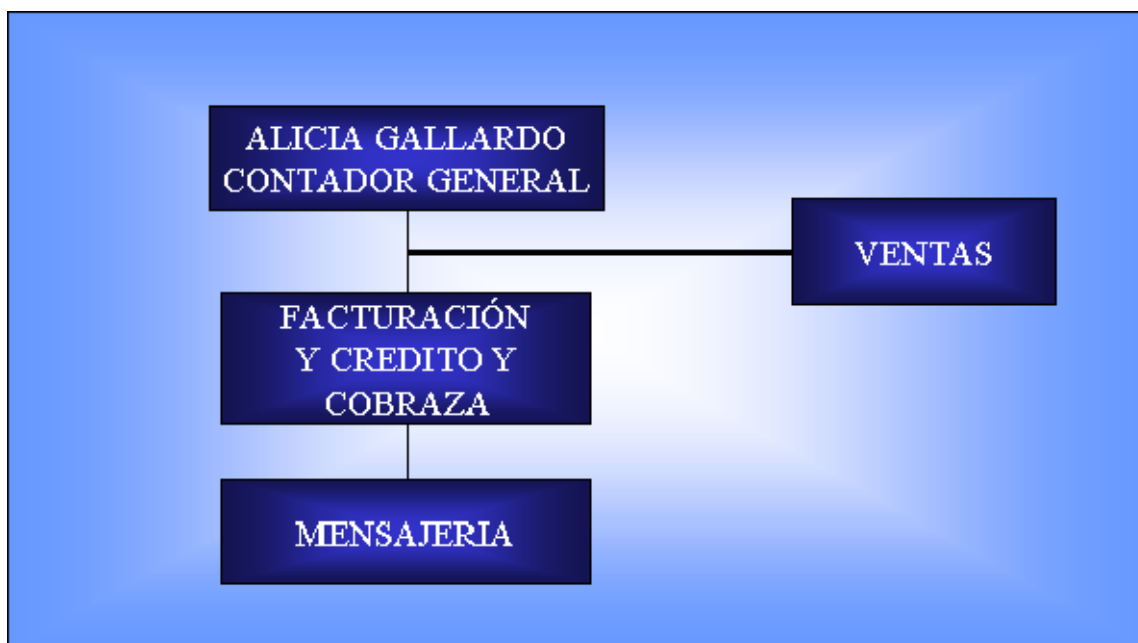 ALICIA GALLARDO
CONTADOR GENERAL
VENTAS
FACTURACIÓN
Y CREDITO Y
COBRAZA
MENSAJERIA